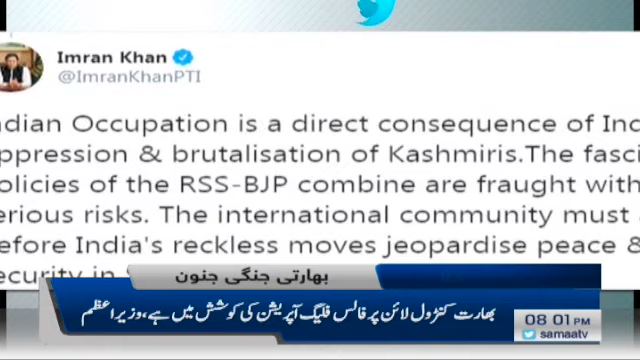 Imran Khan
@ImranKhanPTI
ndian Occupation is a direct consequence of Ind
ppression & brutalisation of Kashmiris.The fasci
olicies of the RSS-BJP combine are fraught with
erious risks. The international community must a
efore India's reckless moves jeopardise peace &
ecurity in
بھارتی جنگی جنون
بھارت کنٹرول لائن پر فالس فلیگ آپریشن کی کوشش میں ہے، وزیراعظم
08:01 PM
samaatv